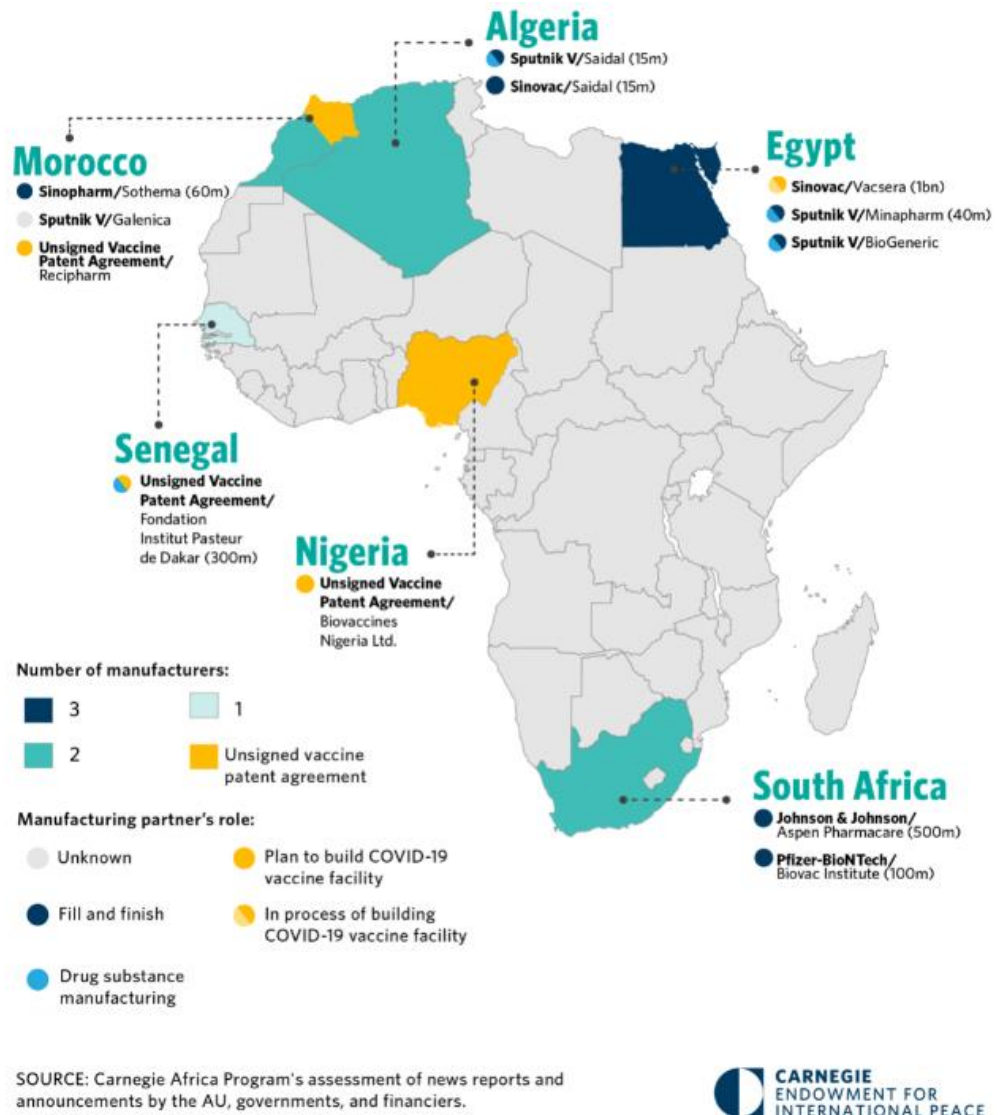 Algeria
Sputnik V/Saidal (15m)
Sinovac/Saidal (15m)
Morocco
Sinopharm/Sothema (60m)
Sputnik V/Galenica
Unsigned Vaccine
Patent Agreement/
Recipharm
Egypt
Sinovac/Vacsera (1bn)
Sputnik V/Minapharm (40m)
Sputnik V/BioGeneric
Senegal
Unsigned Vaccine
Patent Agreement/
Fondation
Institut Pasteur
de Dakar (300m)
Nigeria
Unsigned Vaccine
Patent Agreement/
Biovaccines
Nigeria Ltd.
South Africa
Johnson & Johnson/
Aspen Pharmacare (500m)
Pfizer-BioNTech/
Biovac Institute (100m)
Number of manufacturers:
3
1
2
Unsigned vaccine
patent agreement
Manufacturing partner's role:
Unknown
Plan to build COVID-19
vaccine facility
Fill and finish
In process of building
COVID-19 vaccine facility
Drug substance
manufacturing
SOURCE: Carnegie Africa Program's assessment of news reports and
announcements by the AU, governments, and financiers.
CARNEGIE
ENDOWMENT FOR
INTERNATIONAL PEACE